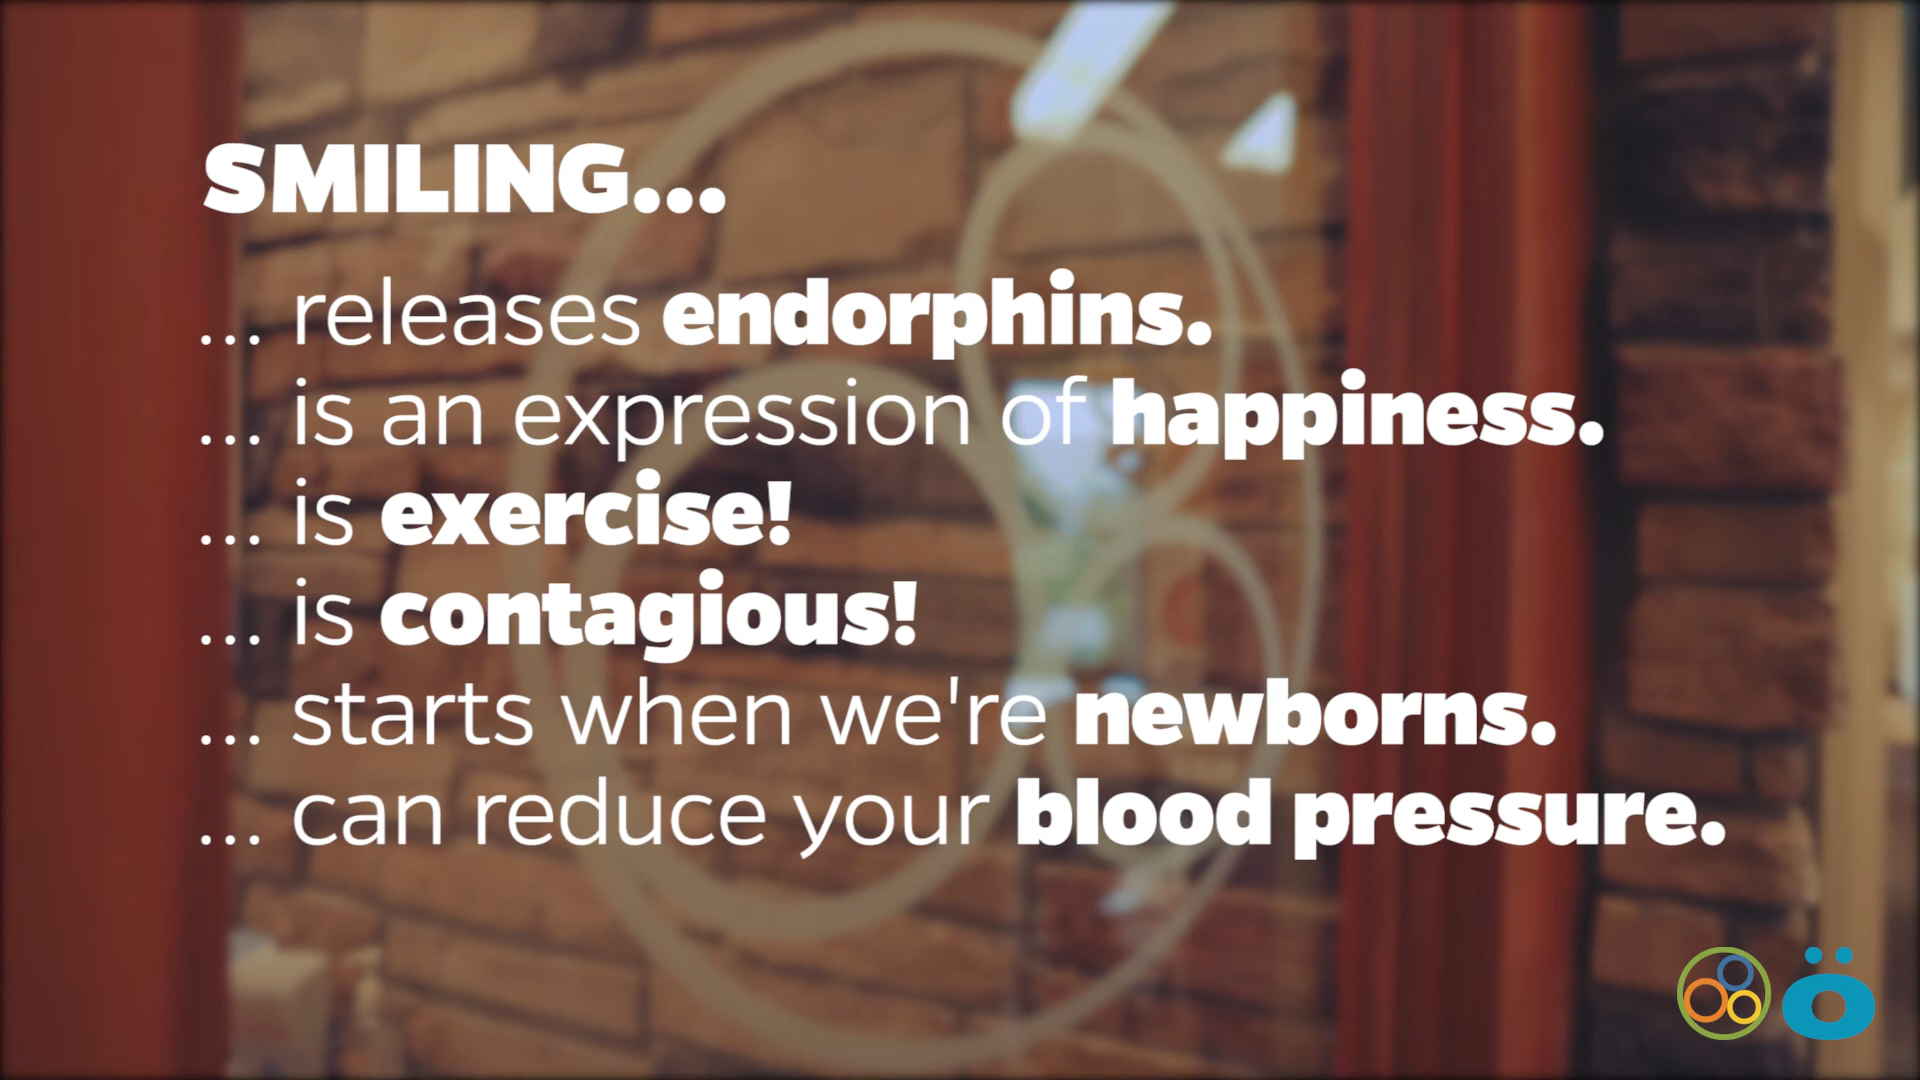 SMILING...
... releases endorphins.
... is an expression of happiness.
... is exercise!
... is contagious!
... starts when we're newborns.
... can reduce your blood pressure.
ö